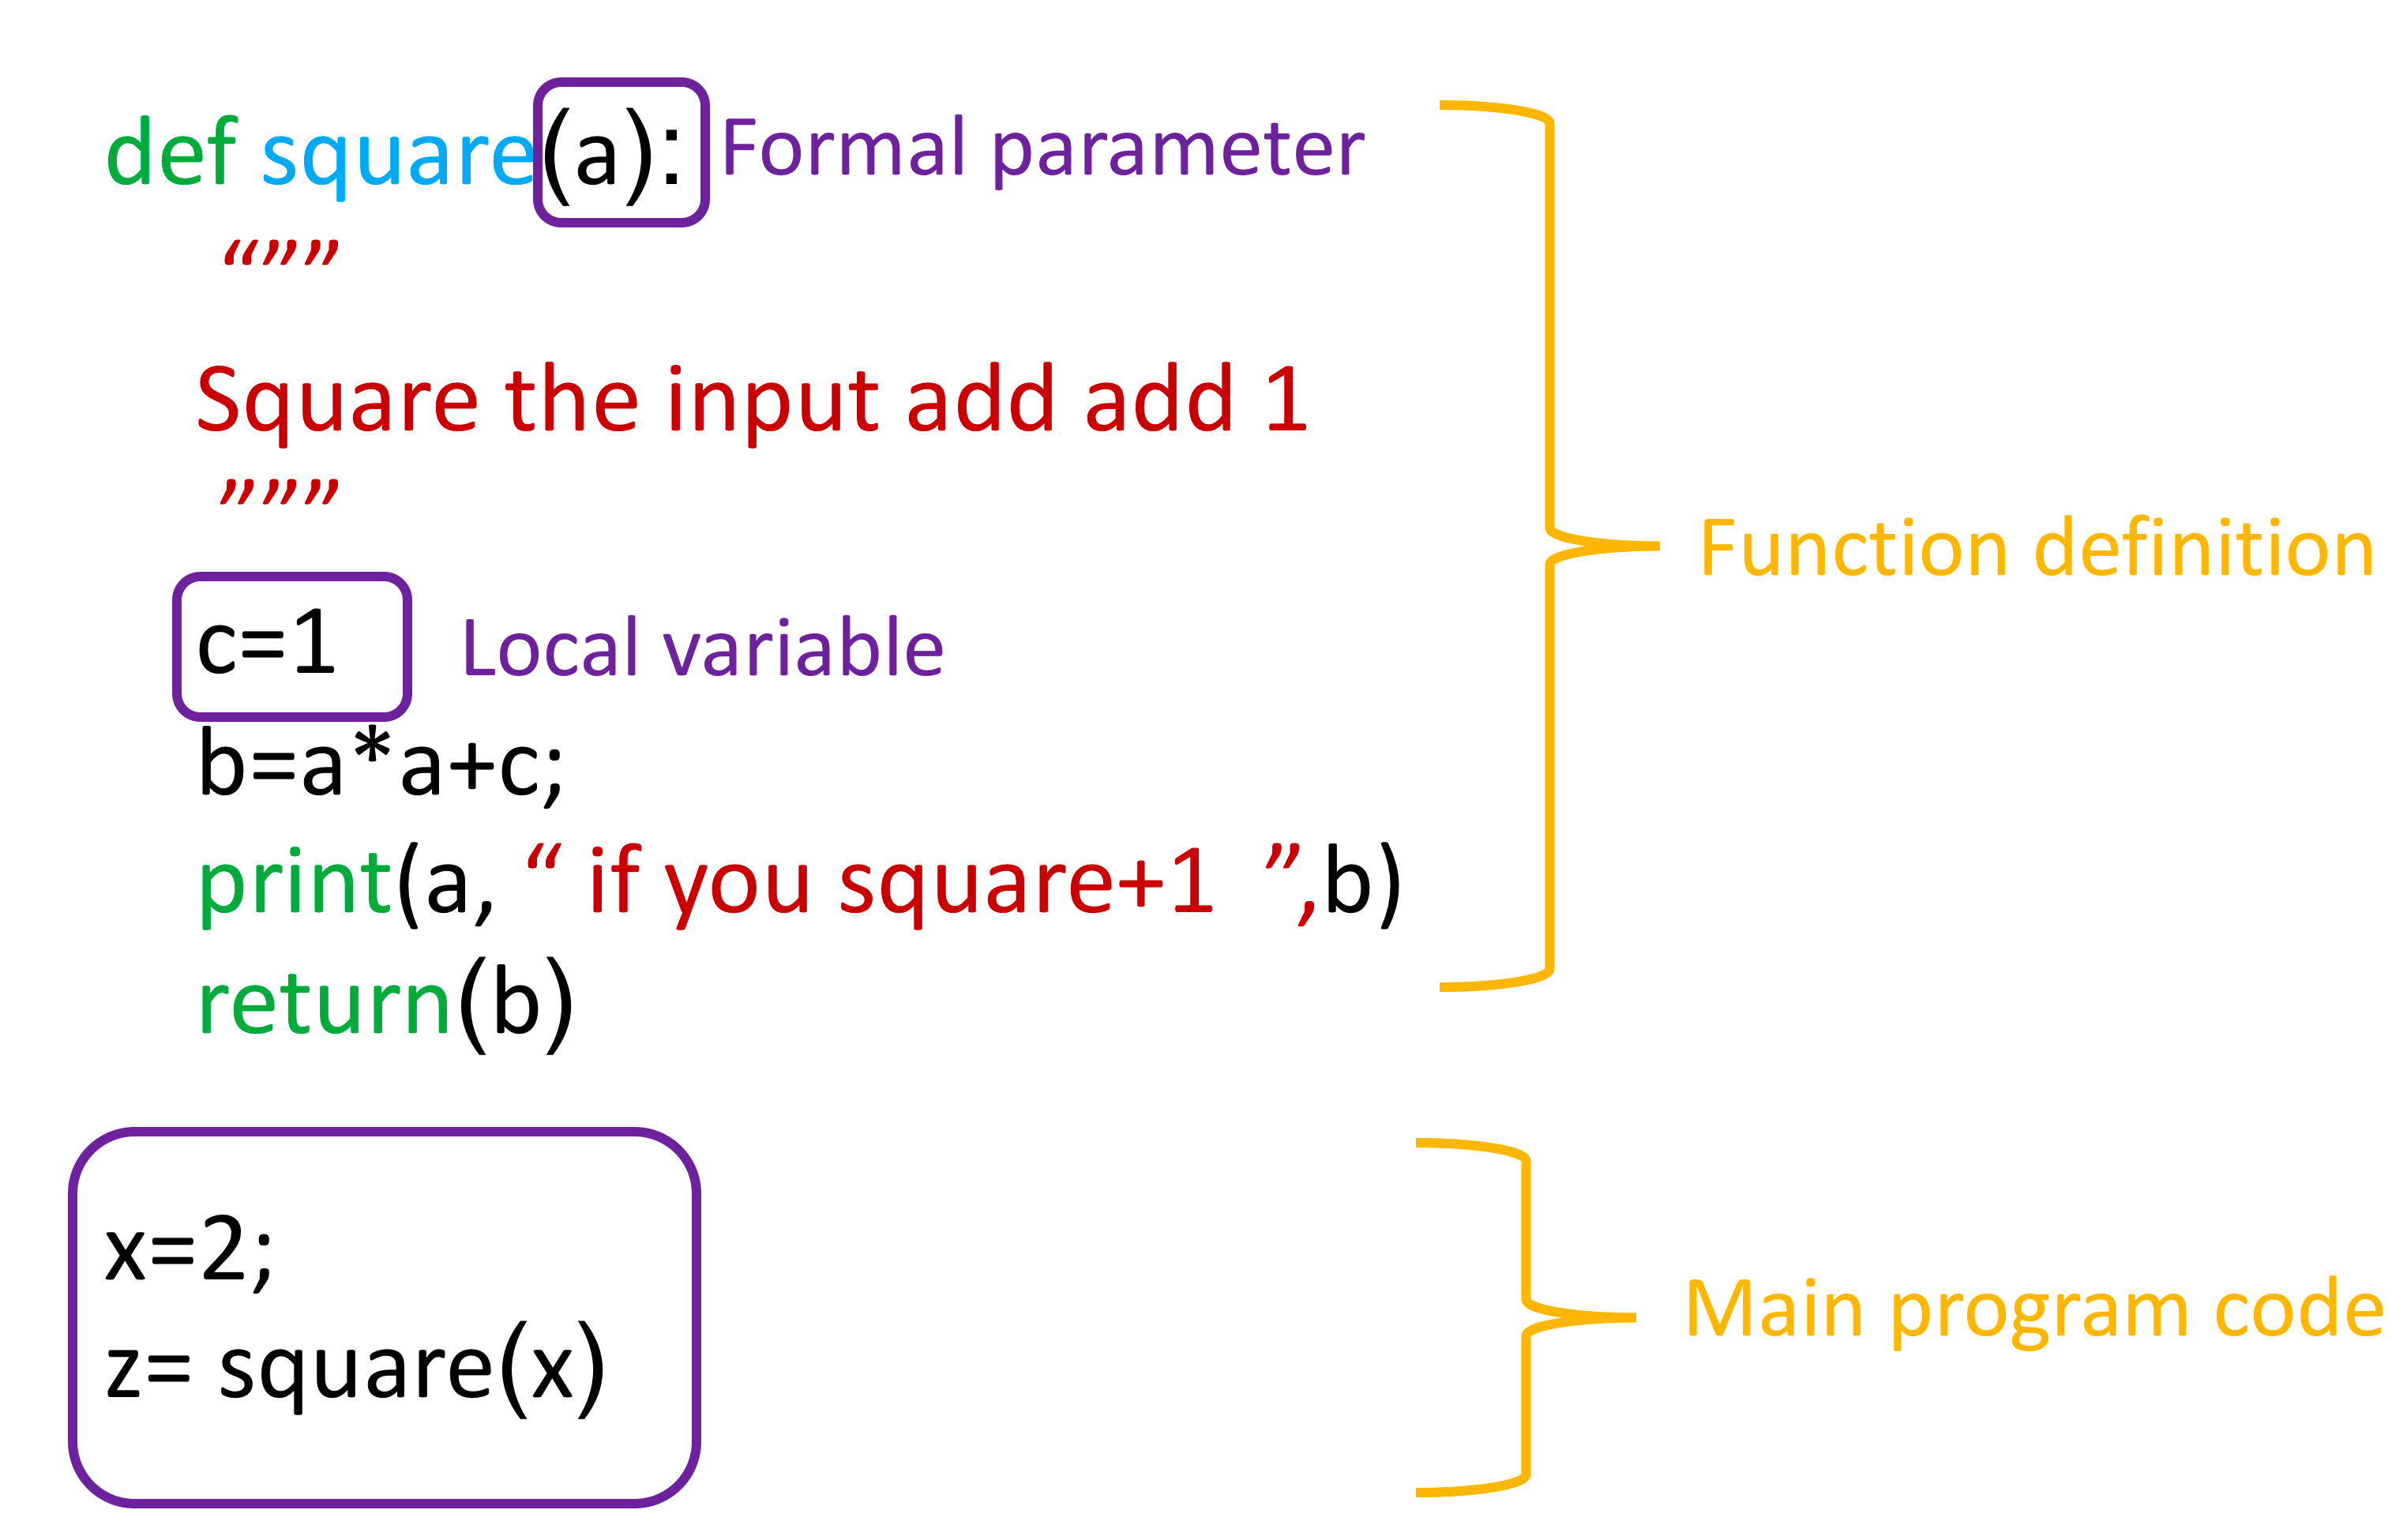 def square(a): Formal parameter
“””
Square the input add add 1
”””
Function definition
c=1 Local variable
b=a*a+c;
print(a, “ if you square+1 ”,b)
return(b)
x=2;
Main program code
z= square(x)